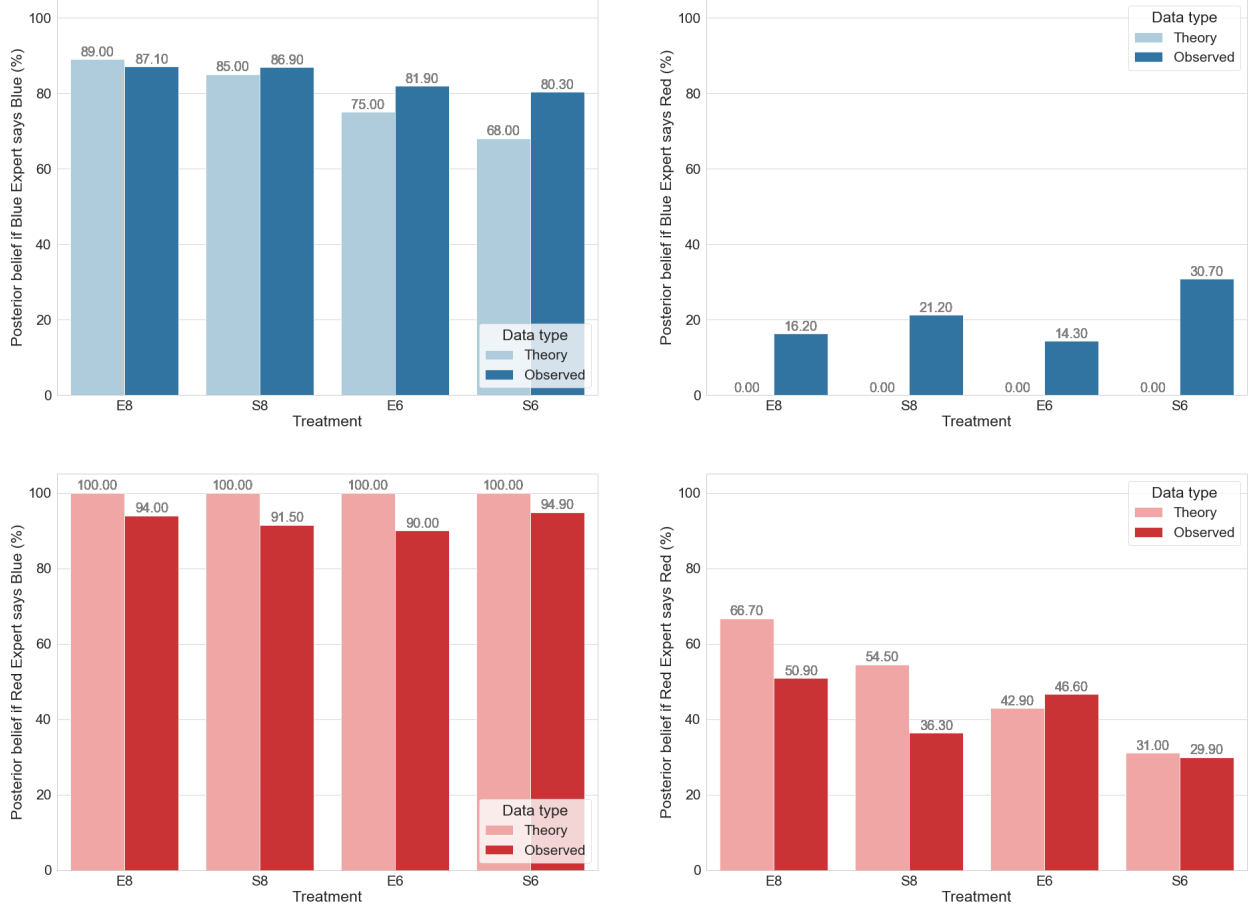 Posterior belief if Blue Expert says Blue (%)
100
80
60
40
20
0
89.00
87.10
85.00
86.90
75.00
81.90
68.00
80.30
Data type
Theory
Observed
E8
S8
E6
S6
Treatment
Posterior belief if Blue Expert says Red (%)
100
80
60
40
20
0
Data type
Theory
Observed
0.00
16.20
0.00
21.20
0.00
14.30
0.00
30.70
E8
S8
E6
S6
Treatment
Posterior belief if Red Expert says Blue (%)
100
80
60
40
20
0
100.00
94.00
100.00
91.50
100.00
90.00
100.00
94.90
Data type
Theory
Observed
E8
S8
E6
S6
Treatment
Posterior belief if Red Expert says Red (%)
100
80
60
40
20
0
Data type
Theory
Observed
66.70
50.90
54.50
36.30
42.90
46.60
31.00
29.90
E8
S8
E6
S6
Treatment